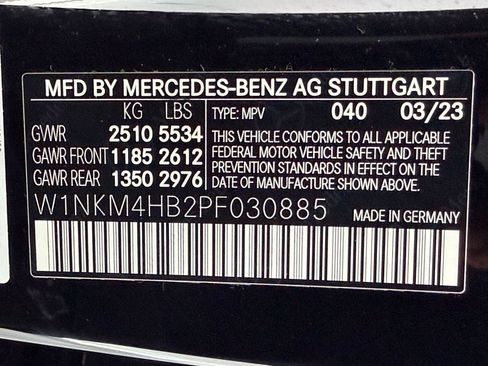 MFD BY MERCEDES-BENZ AG STUTTGART
KG LBS TYPE: MPV 040 03/23
GVWR 2510 5534 THIS VEHICLE CONFORMS TO ALL APPLICABLE
GAWR FRONT 1185 2612 FEDERAL MOTOR VEHICLE SAFETY AND THEFT
PREVENTION STANDARDS IN EFFECT ON THE
GAWR REAR 1350 2976 DATE OF MANUFACTURE SHOWN ABOVE.
W1NKM4HB2PF030885 MADE IN GERMANY